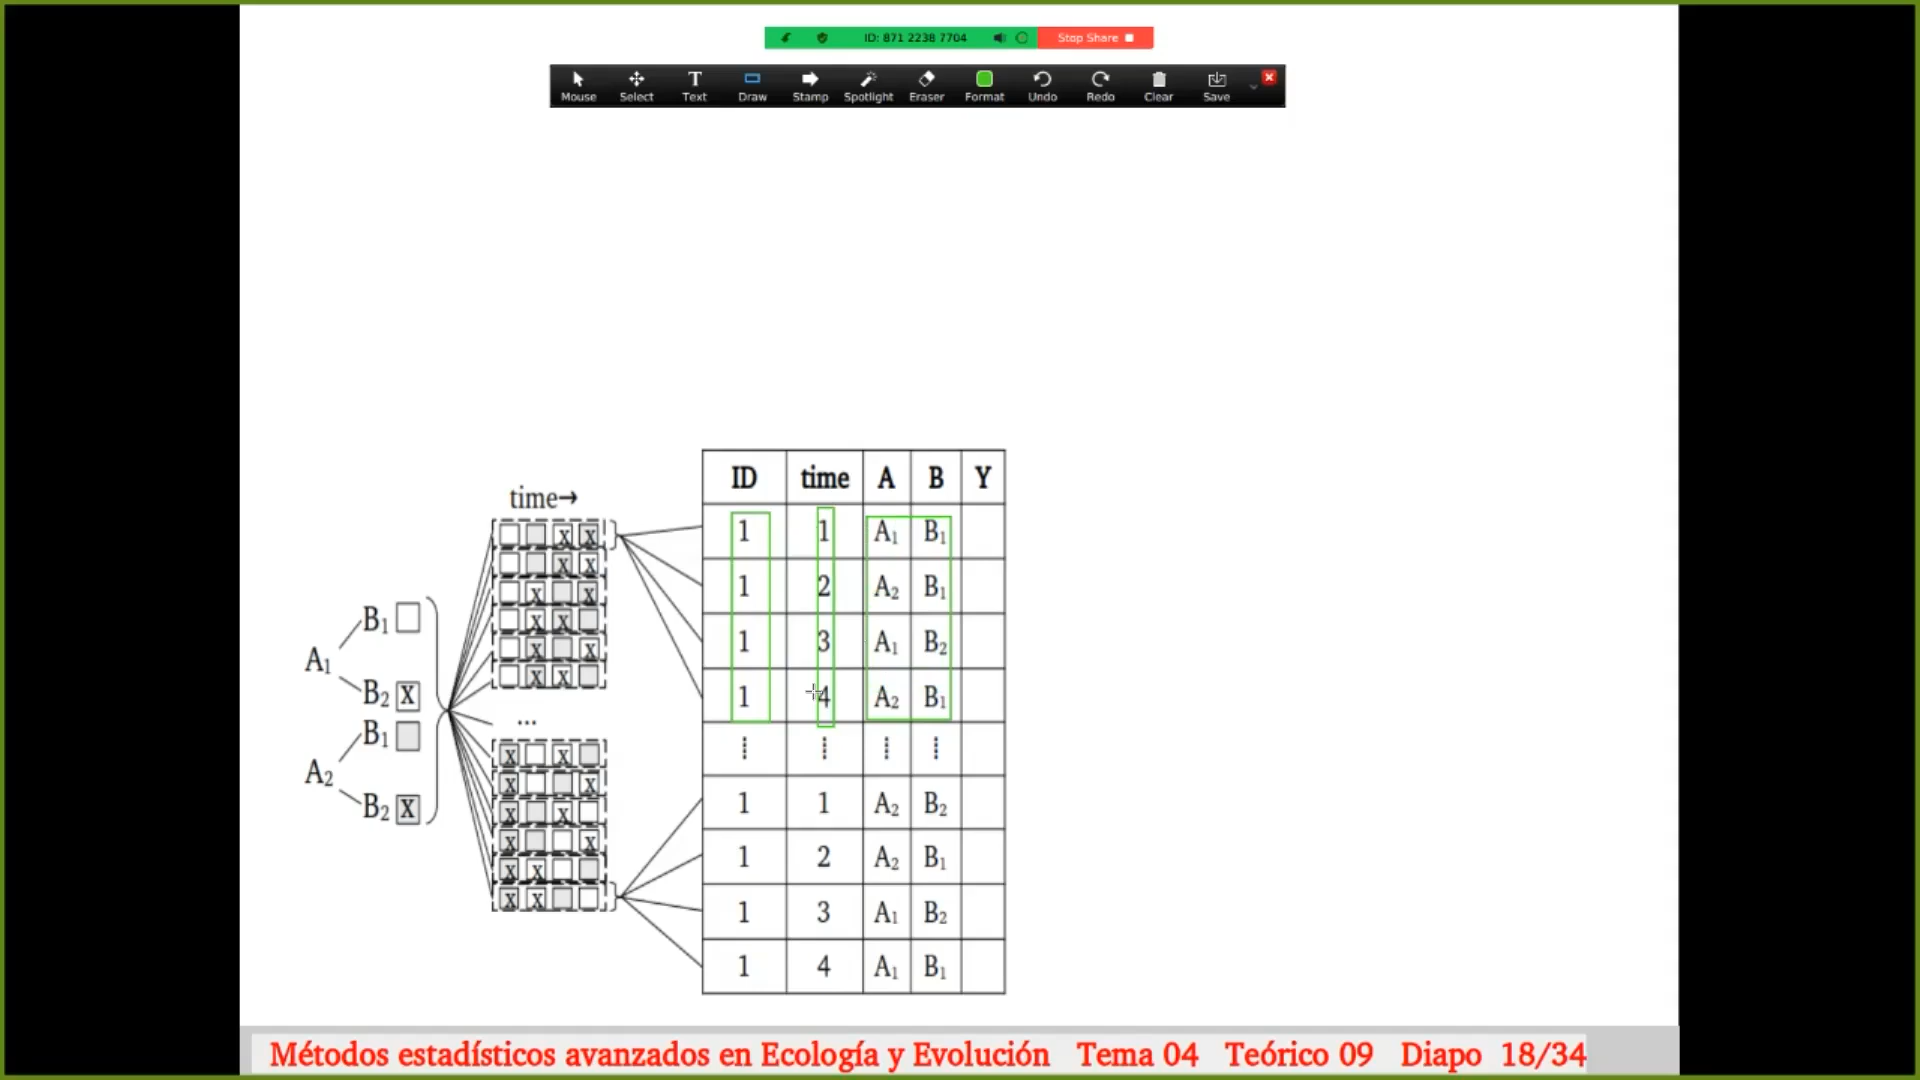 ID: 871 2238 7704 Stop Share
Mouse Select Text Draw Stamp Spotlight Eraser Format Undo Redo Clear Save
ID time A B Y
time→
1 1 A₁ B₁
x x
1 2 A₂ B₁
x x
x x
1 3 A₁ B₂
x x
B₁
x x
A₁
x x
B₂ X
1 4 A₂ B₁
...
B₁
x x
A₂
x x
B₂ X
1 1 A₂ B₂
x x
x x
1 2 A₂ B₁
x x
x x
1 3 A₁ B₂
1 4 A₁ B₁
Métodos estadísticos avanzados en Ecología y Evolución Tema 04 Teórico 09 Diapo 18/34